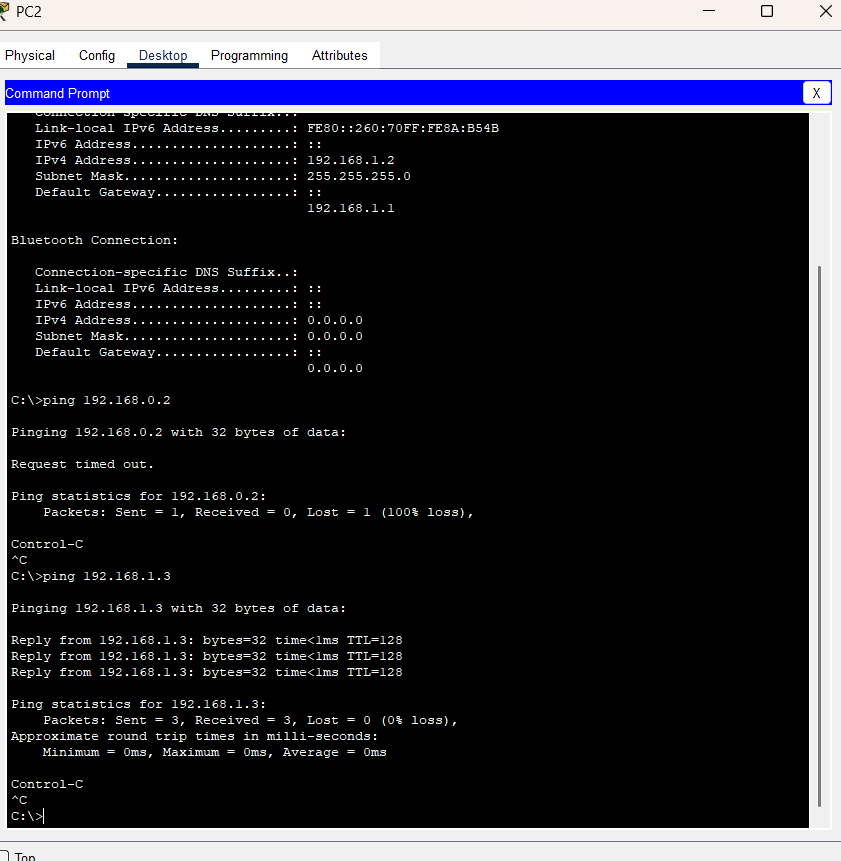 PC2
Physical Config Desktop Programming Attributes
Command Prompt X
Connection-specific DNS Suffix..:
Link-local IPv6 Address.........: FE80::260:70FF:FE8A:B54B
IPv6 Address....................: ::
IPv4 Address....................: 192.168.1.2
Subnet Mask.....................: 255.255.255.0
Default Gateway.................: ::
192.168.1.1
Bluetooth Connection:
Connection-specific DNS Suffix..:
Link-local IPv6 Address.........: ::
IPv6 Address....................: ::
IPv4 Address....................: 0.0.0.0
Subnet Mask.....................: 0.0.0.0
Default Gateway.................: ::
0.0.0.0
C:\>ping 192.168.0.2
Pinging 192.168.0.2 with 32 bytes of data:
Request timed out.
Ping statistics for 192.168.0.2:
Packets: Sent = 1, Received = 0, Lost = 1 (100% loss),
Control-C
^C
C:\>ping 192.168.1.3
Pinging 192.168.1.3 with 32 bytes of data:
Reply from 192.168.1.3: bytes=32 time<1ms TTL=128
Reply from 192.168.1.3: bytes=32 time<1ms TTL=128
Reply from 192.168.1.3: bytes=32 time<1ms TTL=128
Ping statistics for 192.168.1.3:
Packets: Sent = 3, Received = 3, Lost = 0 (0% loss),
Approximate round trip times in milli-seconds:
Minimum = 0ms, Maximum = 0ms, Average = 0ms
Control-C
^C
C:\>
Top